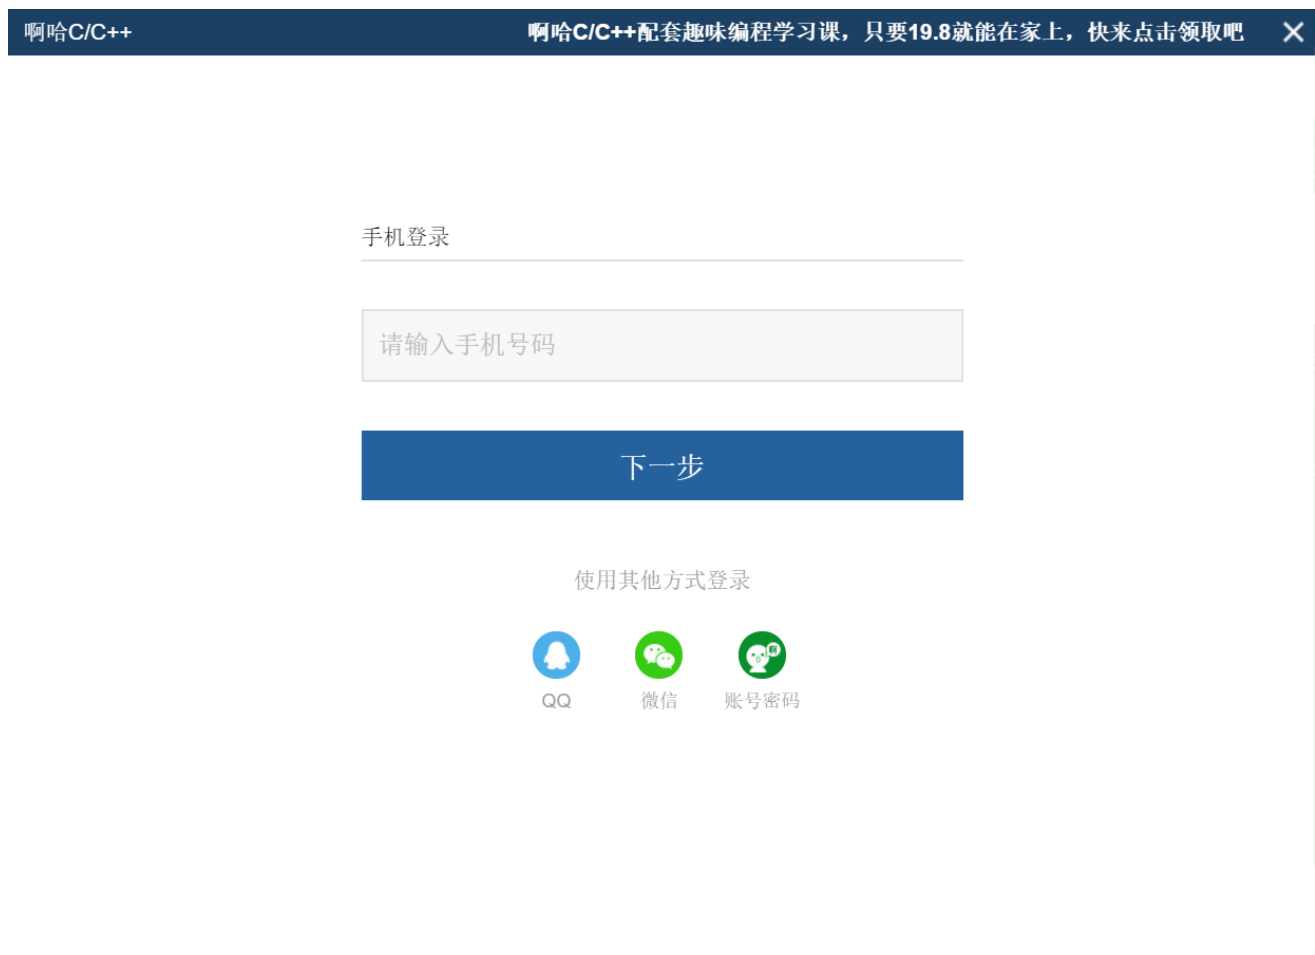 啊哈C/C++
啊哈C/C++配套趣味编程学习课，只要19.8就能在家上，快来点击领取吧
手机登录
请输入手机号码
下一步
使用其他方式登录
啊
QQ
微信
账号密码